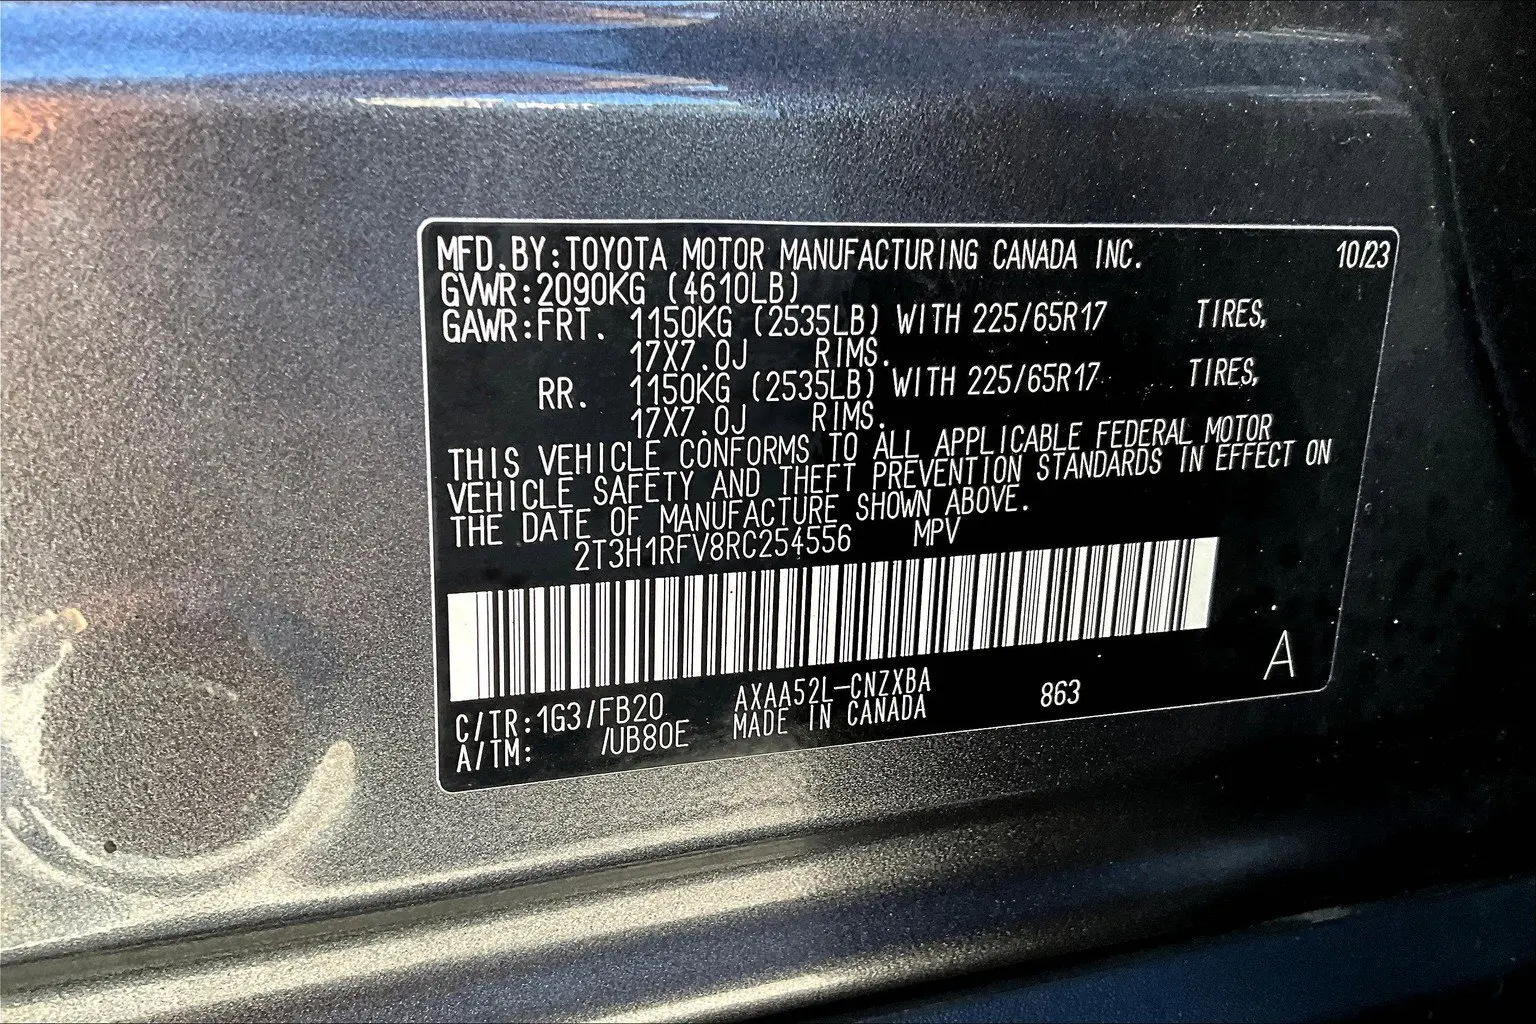 MFD.BY:TOYOTA MOTOR MANUFACTURING CANADA INC. 10/23
GVWR:2090KG (4610LB)
GAWR:FRT. 1150KG (2535LB) WITH 225/65R17 TIRES,
17X7.0J RIMS.
RR. 1150KG (2535LB) WITH 225/65R17 TIRES,
17X7.0J RIMS.
THIS VEHICLE CONFORMS TO ALL APPLICABLE FEDERAL MOTOR
VEHICLE SAFETY AND THEFT PREVENTION STANDARDS IN EFFECT ON
THE DATE OF MANUFACTURE SHOWN ABOVE.
2T3H1RFV8RC254556 MPV
C/TR:1G3/FB20 AXAA52L-CNZXBA 863 A
A/TM: /UB80E MADE IN CANADA